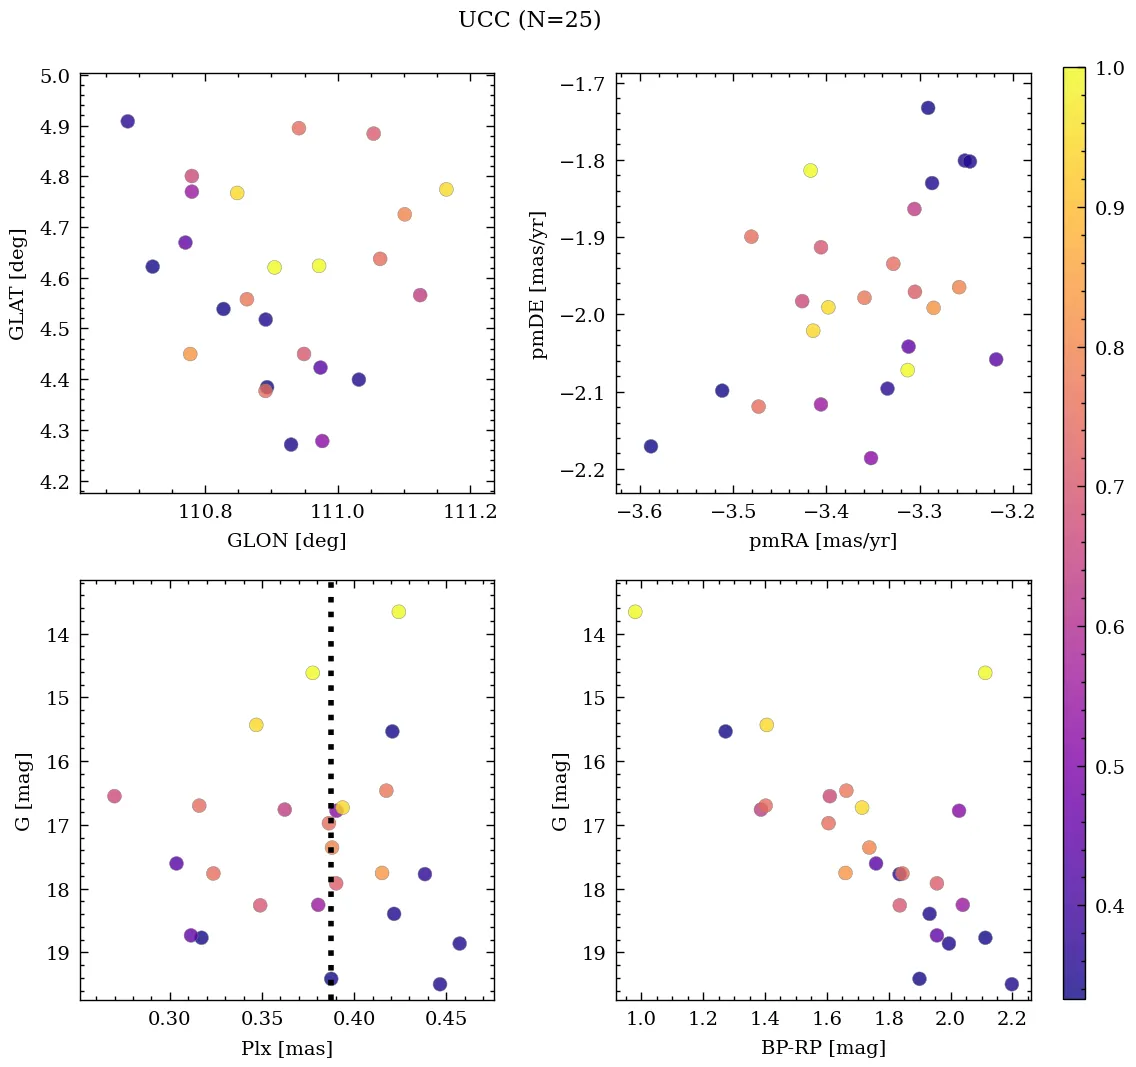 UCC (N=25)
5.0
4.9
4.8
4.7
4.6
4.5
4.4
4.3
4.2
GLAT [deg]
110.8 111.0 111.2
GLON [deg]
−1.7
−1.8
−1.9
−2.0
−2.1
−2.2
pmDE [mas/yr]
−3.6 −3.5 −3.4 −3.3 −3.2
pmRA [mas/yr]
14
15
16
17
18
19
G [mag]
0.30 0.35 0.40 0.45
Plx [mas]
14
15
16
17
18
19
G [mag]
1.0 1.2 1.4 1.6 1.8 2.0 2.2
BP-RP [mag]
1.0
0.9
0.8
0.7
0.6
0.5
0.4